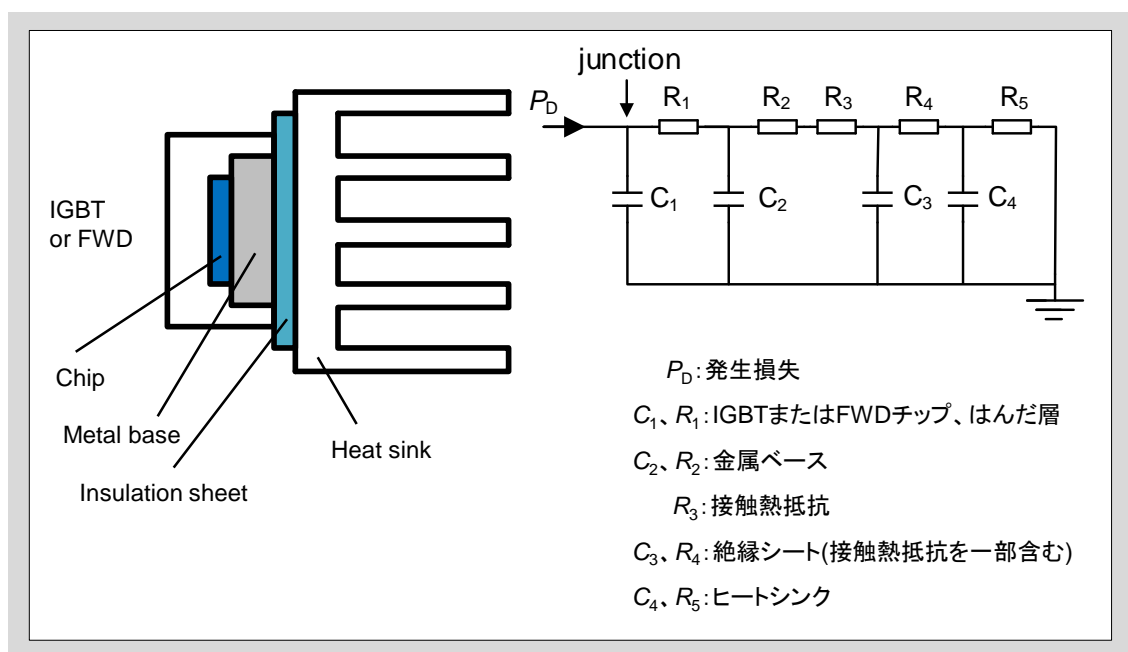 junction
P_D
R₁
R₂
R₃
R₄
R₅
C₁
C₂
C₃
C₄
IGBT
or FWD
Chip
Metal base
Insulation sheet
Heat sink
P_D:発生損失
C₁、R₁:IGBTまたはFWDチップ、はんだ層
C₂、R₂:金属ベース
R₃:接触熱抵抗
C₃、R₄:絶縁シート(接触熱抵抗を一部含む)
C₄、R₅:ヒートシンク